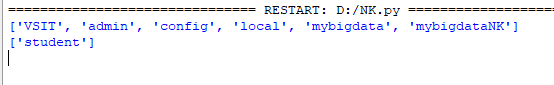 =============================== RESTART: D:/NK.py ===================
['VSIT', 'admin', 'config', 'local', 'mybigdata', 'mybigdataNK']
['student']